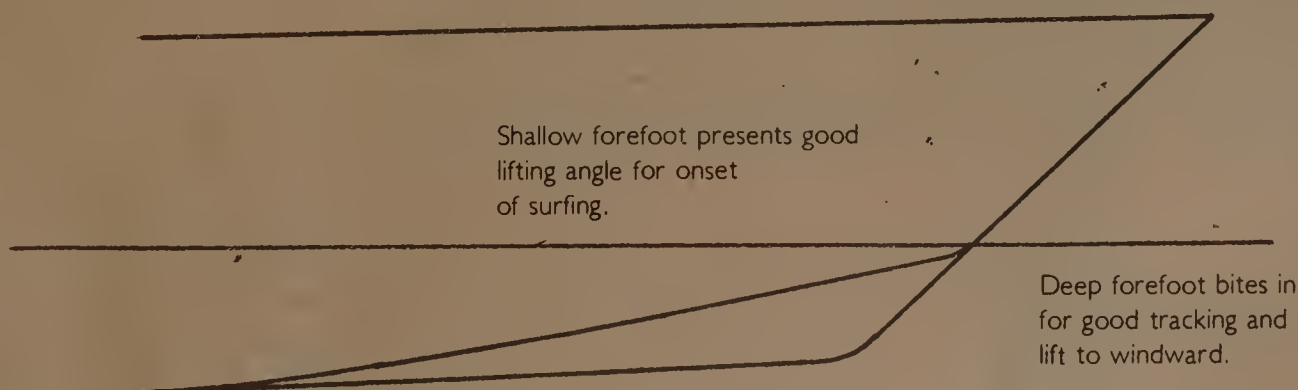 Shallow forefoot presents good
lifting angle for onset
of surfing.
Deep forefoot bites in
for good tracking and
lift to windward.